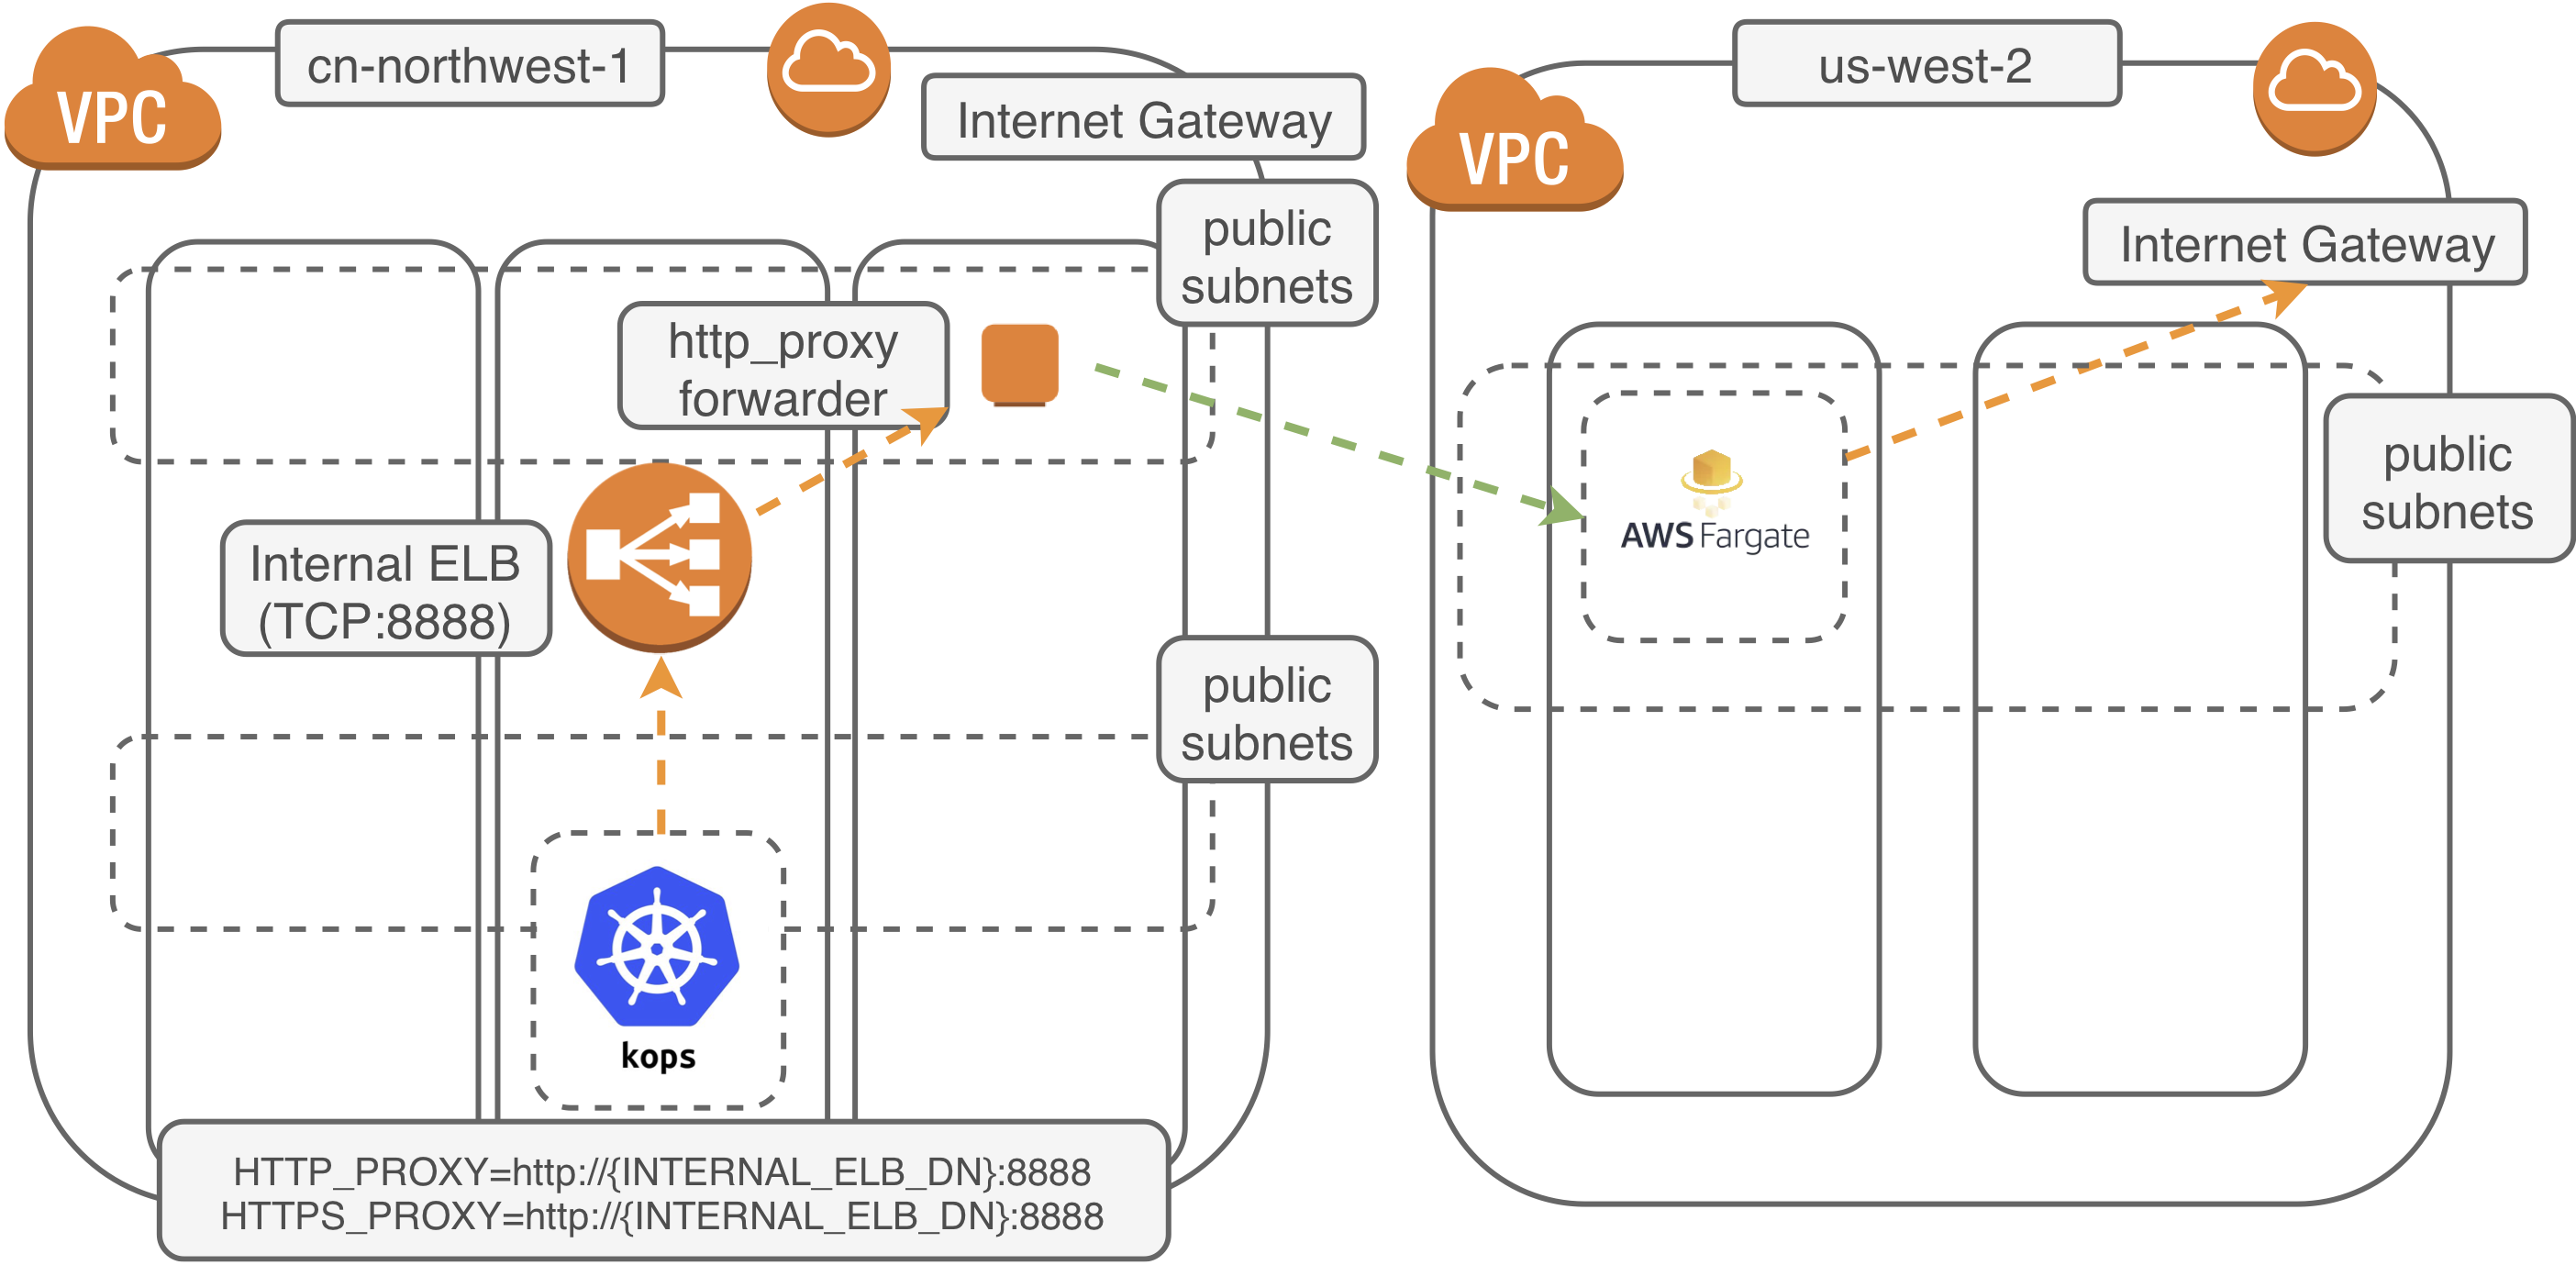 VPC
cn-northwest-1
Internet Gateway
public
subnets
http_proxy
forwarder
Internal ELB
(TCP:8888)
public
subnets
kops
HTTP_PROXY=http://{INTERNAL_ELB_DN}:8888
HTTPS_PROXY=http://{INTERNAL_ELB_DN}:8888
VPC
us-west-2
Internet Gateway
public
subnets
AWS Fargate